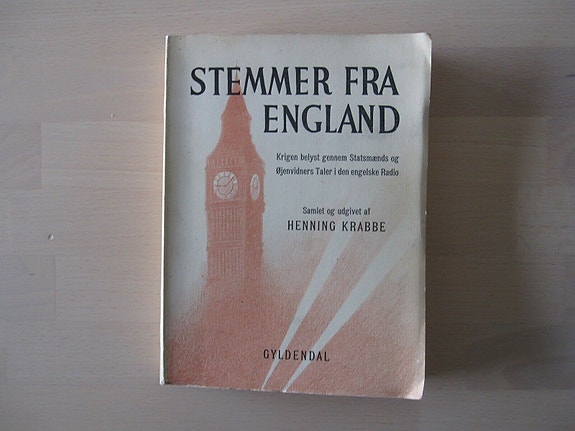 STEMMER FRA
ENGLAND
Krigen belyst gennem Statsmænds og
Øjenvidners Taler i den engelske Radio
Samlet og udgivet af
HENNING KRABBE
GYLDENDAL